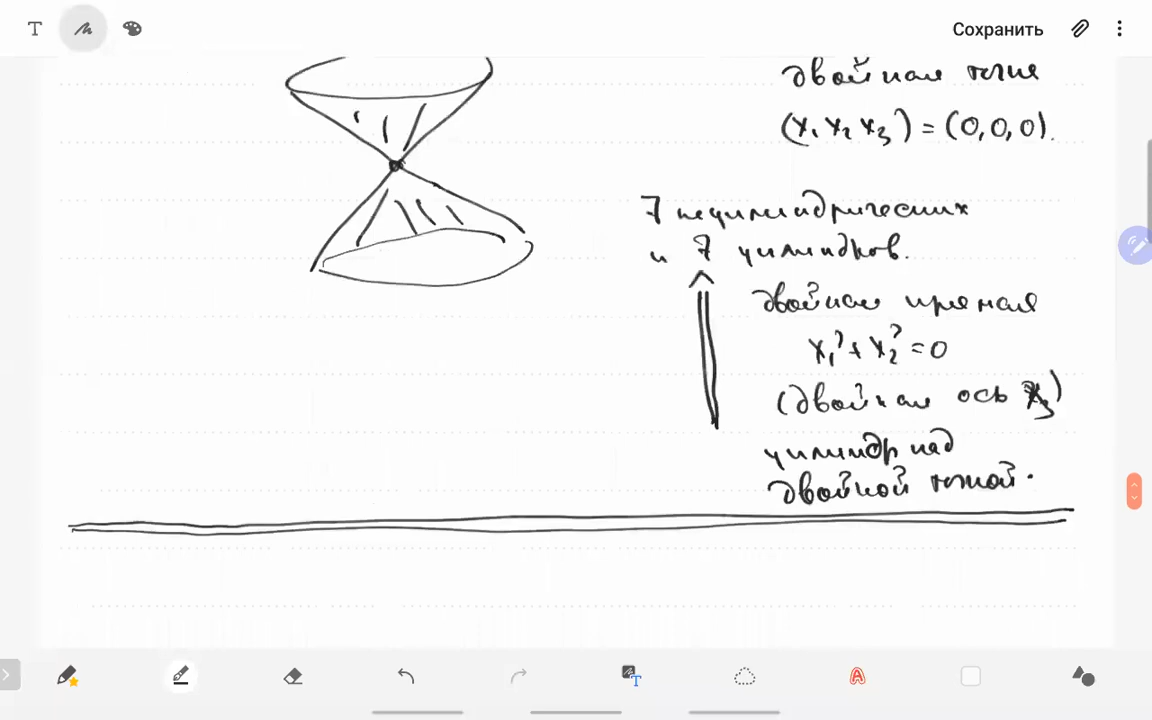 Сохранить
двойная точка
(x₁ x₂ x₃) = (0, 0, 0).
7 нецилиндрических
и 7 цилиндров.
двойная прямая
x₁² + x₂² = 0
(двойная ось x₃)
цилиндр над
двойной точкой.
T
A